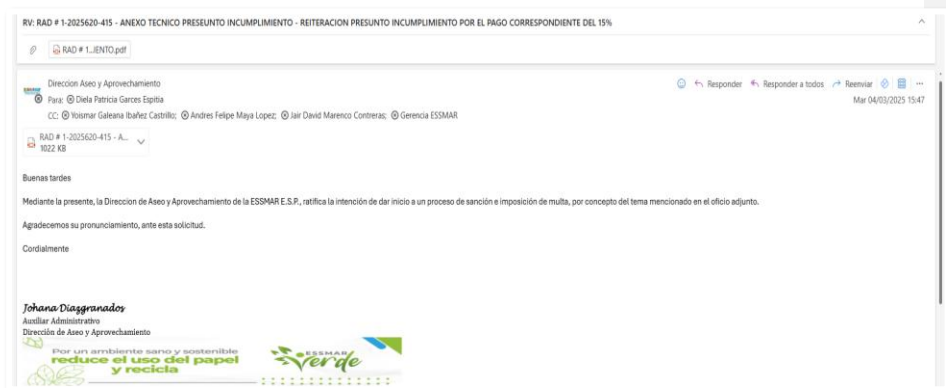 RV: RAD # 1-2025620-415 - ANEXO TECNICO PRESEUNTO INCUMPLIMIENTO - REITERACION PRESUNTO INCUMPLIMIENTO POR EL PAGO CORRESPONDIENTE DEL 15%
RAD # 1...IENTO.pdf
Direccion Aseo y Aprovechamiento
Responder Responder a todos Reenviar
Para: Diela Patricia Garces Espitia
Mar 04/03/2025 15:47
CC: Yoismar Galeana Ibañez Castrillo; Andres Felipe Maya Lopez; Jair David Marenco Contreras; Gerencia ESSMAR
RAD # 1-2025620-415 - A...
1022 KB
Buenas tardes
Mediante la presente, la Direccion de Aseo y Aprovechamiento de la ESSMAR E.S.P., ratifica la intención de dar inicio a un proceso de sanción e imposición de multa, por concepto del tema mencionado en el oficio adjunto.
Agradecemos su pronunciamiento, ante esta solicitud.
Cordialmente
Johana Diazgranados
Auxiliar Administrativo
Dirección de Aseo y Aprovechamiento
Por un ambiente sano y sostenible
reduce el uso del papel
y recicla
ESSMAR
Verde